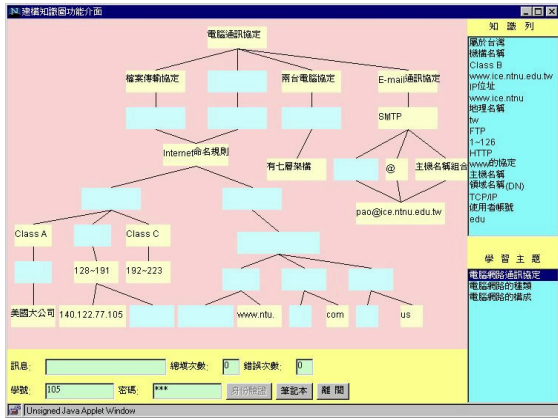 建構知識圖功能介面
電腦通訊協定
檔案傳輸協定
兩台電腦協定
E-mail通訊協定
SMTP
Internet命名規則
有七層架構
@
主機名稱組合
pao@ice.ntnu.edu.tw
Class A
Class C
128~191
192~223
美國大公司
140.122.77.105
www.ntu.
com
us
知 識 列
屬於台灣
機構名稱
Class B
www.ice.ntnu.edu.tw
IP位址
www.ice.ntnu
地理名稱
tw
FTP
1~126
HTTP
www的協定
主機名稱
領域名稱(DN)
TCP/IP
使用者帳號
edu
學 習 主 題
電腦網路通訊協定
電腦網路的種類
電腦網路的構成
訊息:
總填次數: 0 錯誤次數: 0
學號: 105 密碼: *** 身份驗證 筆記本 離 開
Unsigned Java Applet Window